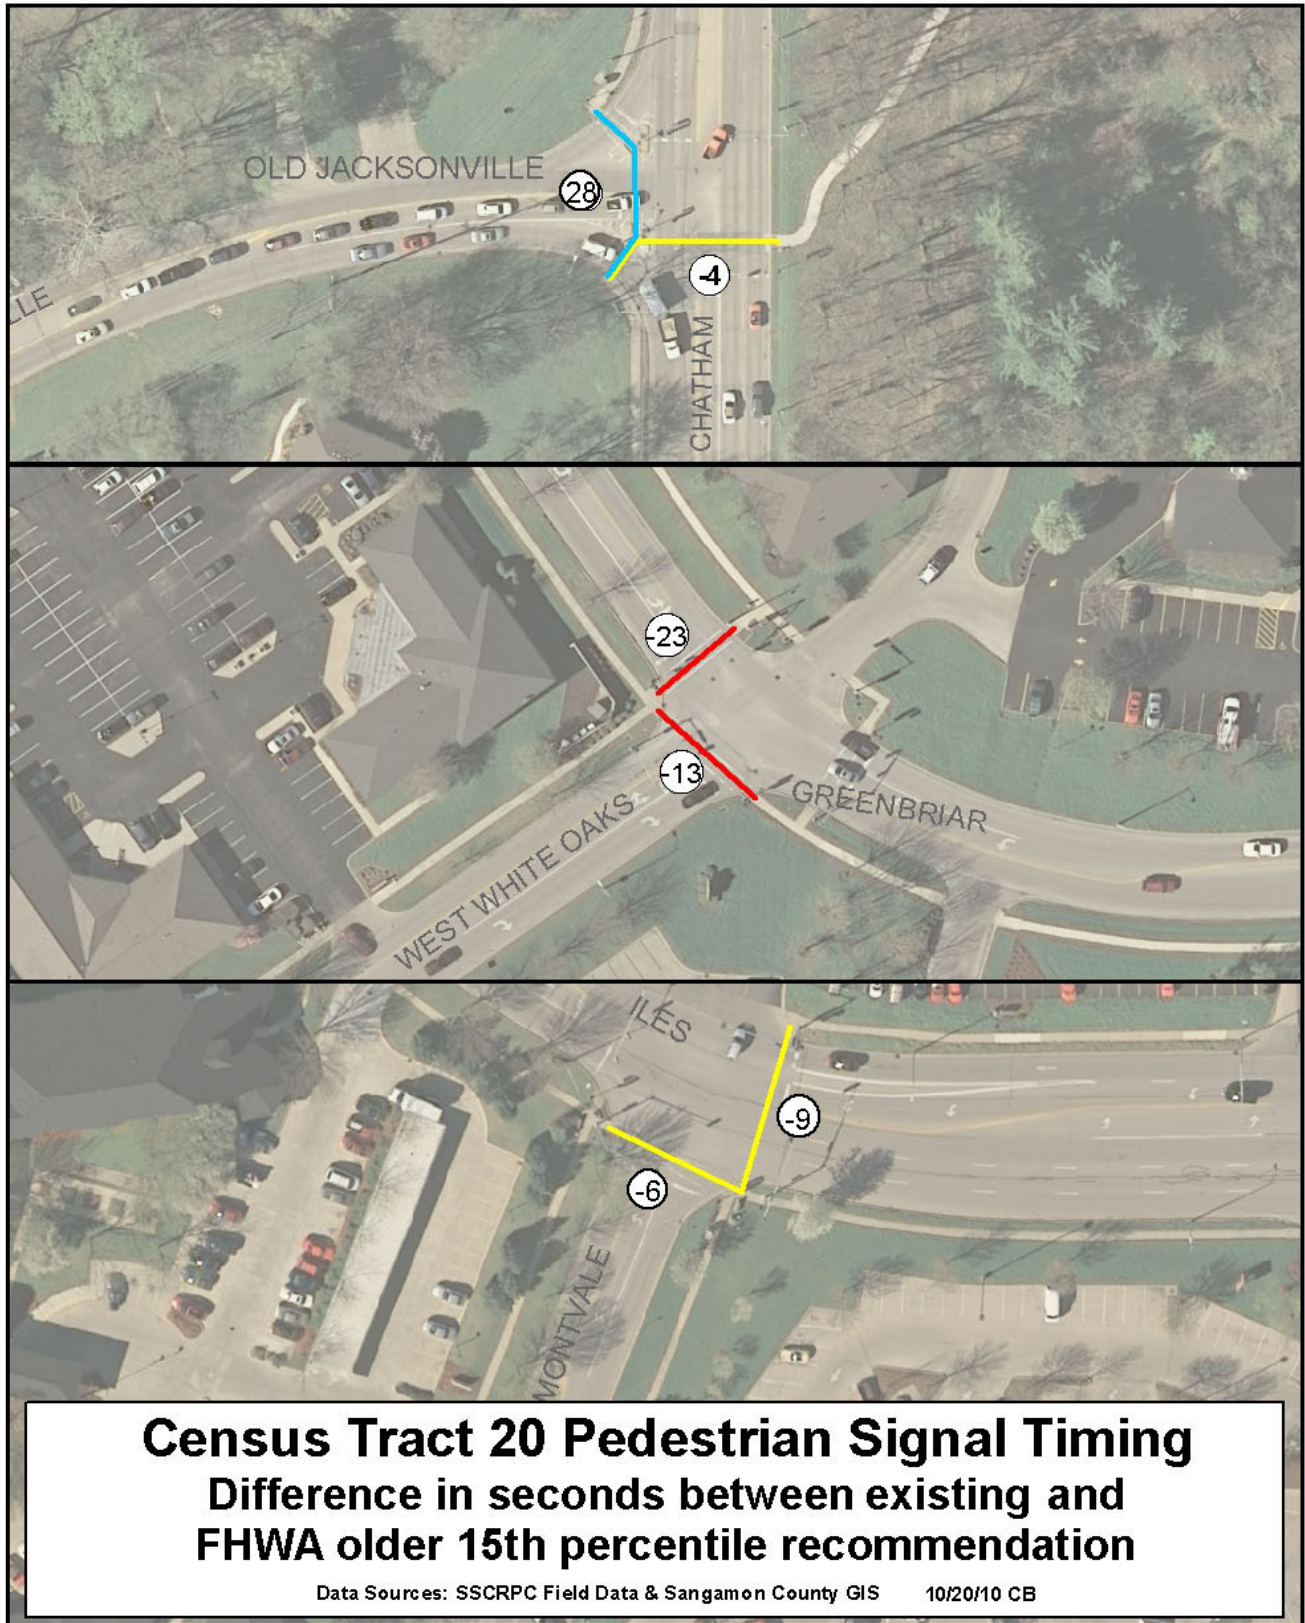 OLD JACKSONVILLE
28
-4
LLE
CHATHAM
-23
-13
GREENBRIAR
WEST WHITE OAKS
ILES
-9
-6
MONTVALE
Census Tract 20 Pedestrian Signal Timing
Difference in seconds between existing and
FHWA older 15th percentile recommendation
Data Sources: SSCRPC Field Data & Sangamon County GIS 10/20/10 CB